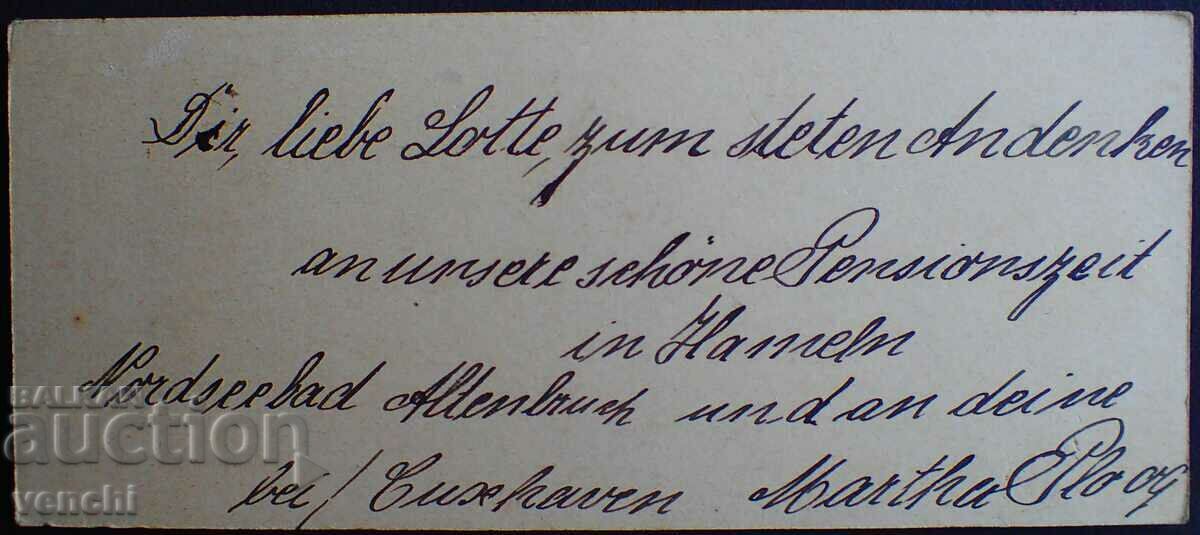 Dir, liebe Lotte, zum steten Andenken
an unsere schöne Pensionszeit
in Hameln
Nordseebad Altenbruch und an deine
bei / Cuxhaven Martha Plooy
BALKAN
auction
venchi